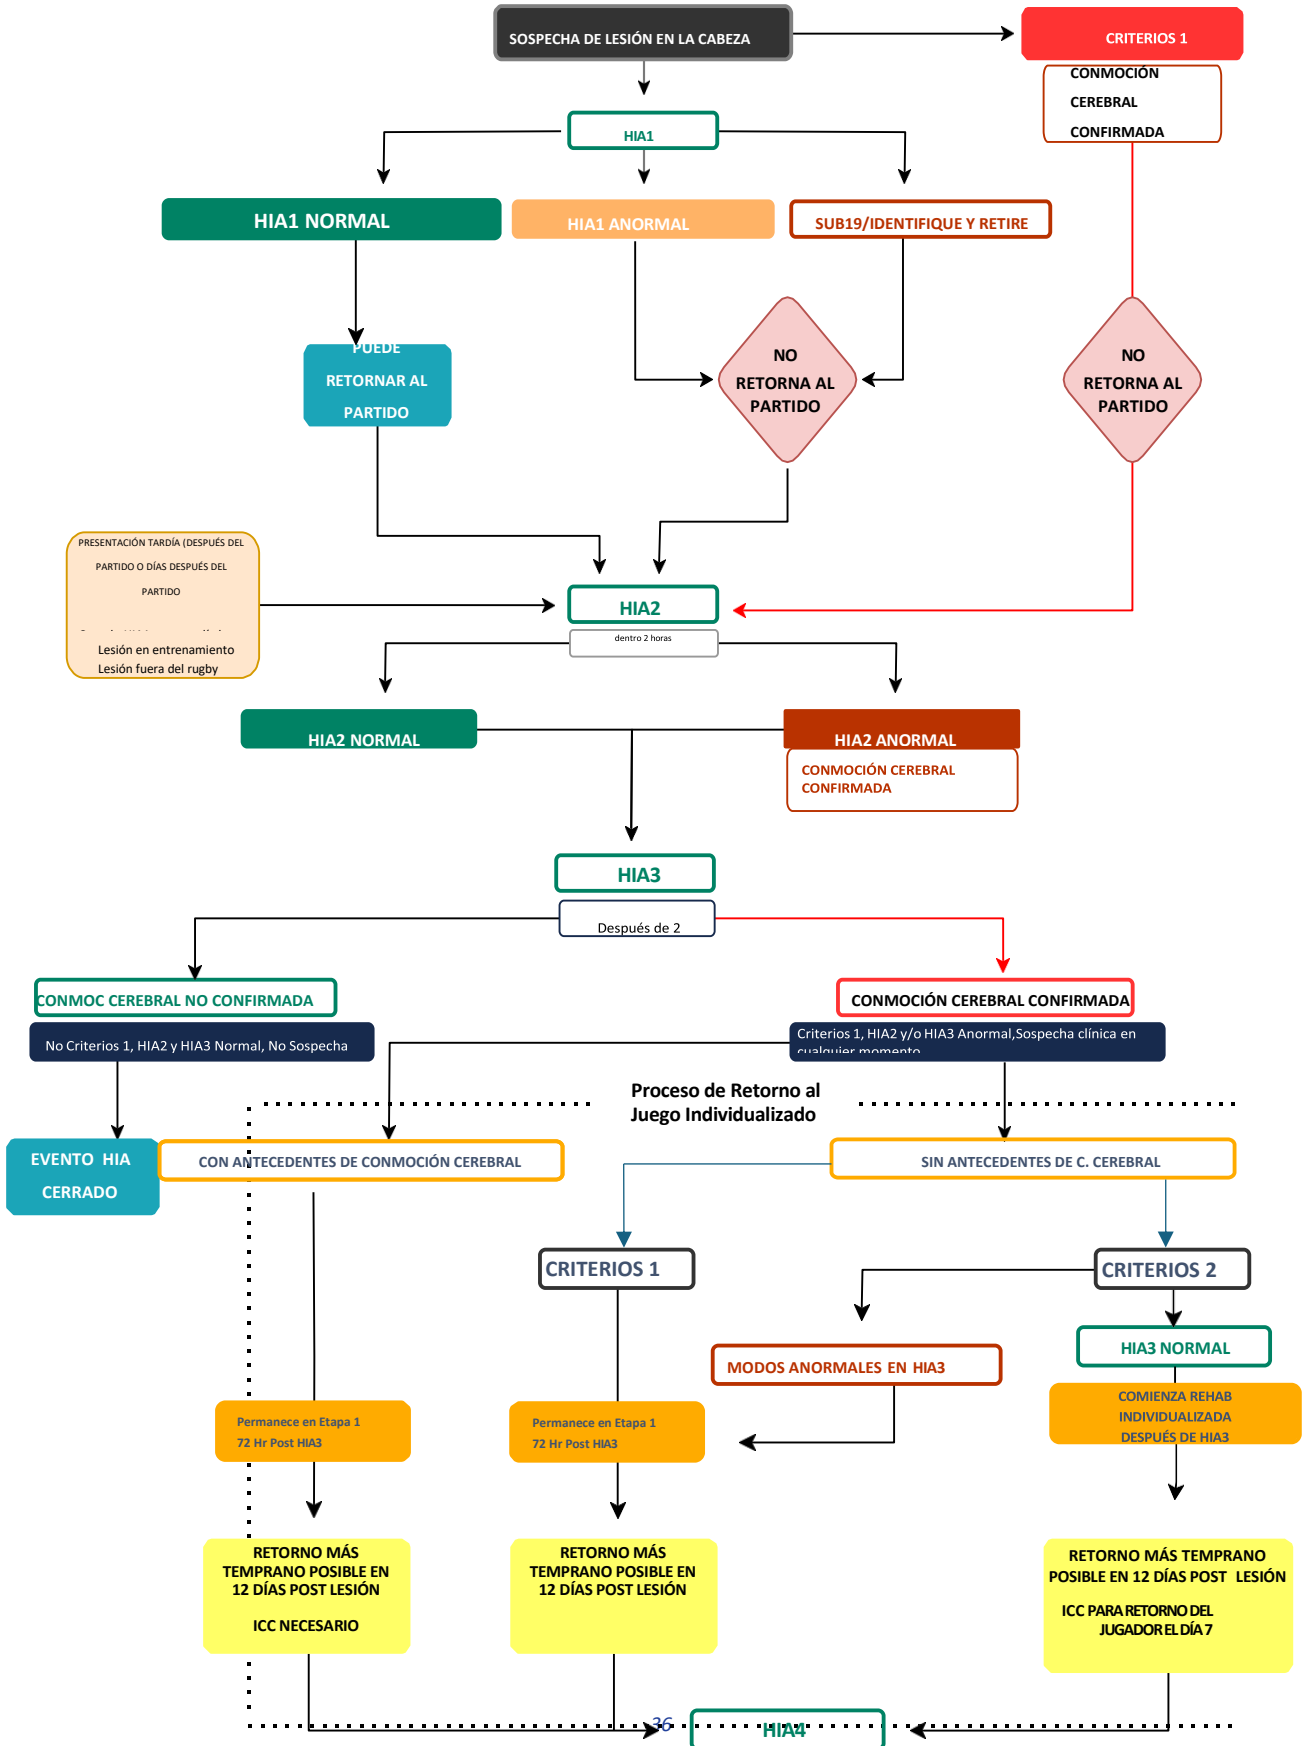 SOSPECHA DE LESIÓN EN LA CABEZA
CRITERIOS 1
CONMOCIÓN
CEREBRAL
CONFIRMADA
HIA1
HIA1 NORMAL
HIA1 ANORMAL
SUB19/IDENTIFIQUE Y RETIRE
PUEDE
RETORNAR AL
PARTIDO
NO
RETORNA AL
PARTIDO
NO
RETORNA AL
PARTIDO
PRESENTACIÓN TARDÍA (DESPUÉS DEL
PARTIDO O DÍAS DESPUÉS DEL
PARTIDO
Lesión en entrenamiento
Lesión fuera del rugby
HIA2
dentro 2 horas
HIA2 NORMAL
HIA2 ANORMAL
CONMOCIÓN CEREBRAL
CONFIRMADA
HIA3
Después de 2
CONMOC CEREBRAL NO CONFIRMADA
CONMOCIÓN CEREBRAL CONFIRMADA
No Criterios 1, HIA2 y HIA3 Normal, No Sospecha
Criterios 1, HIA2 y/o HIA3 Anormal,Sospecha clínica en
cualquier momento
Proceso de Retorno al
Juego Individualizado
EVENTO HIA
CERRADO
CON ANTECEDENTES DE CONMOCIÓN CEREBRAL
SIN ANTECEDENTES DE C. CEREBRAL
CRITERIOS 1
CRITERIOS 2
MODOS ANORMALES EN HIA3
HIA3 NORMAL
COMIENZA REHAB
INDIVIDUALIZADA
DESPUÉS DE HIA3
Permanece en Etapa 1
72 Hr Post HIA3
Permanece en Etapa 1
72 Hr Post HIA3
RETORNO MÁS
TEMPRANO POSIBLE EN
12 DÍAS POST LESIÓN
ICC NECESARIO
RETORNO MÁS
TEMPRANO POSIBLE EN
12 DÍAS POST LESIÓN
RETORNO MÁS TEMPRANO
POSIBLE EN 12 DÍAS POST LESIÓN
ICC PARA RETORNO DEL
JUGADOR EL DÍA 7
36
HIA4